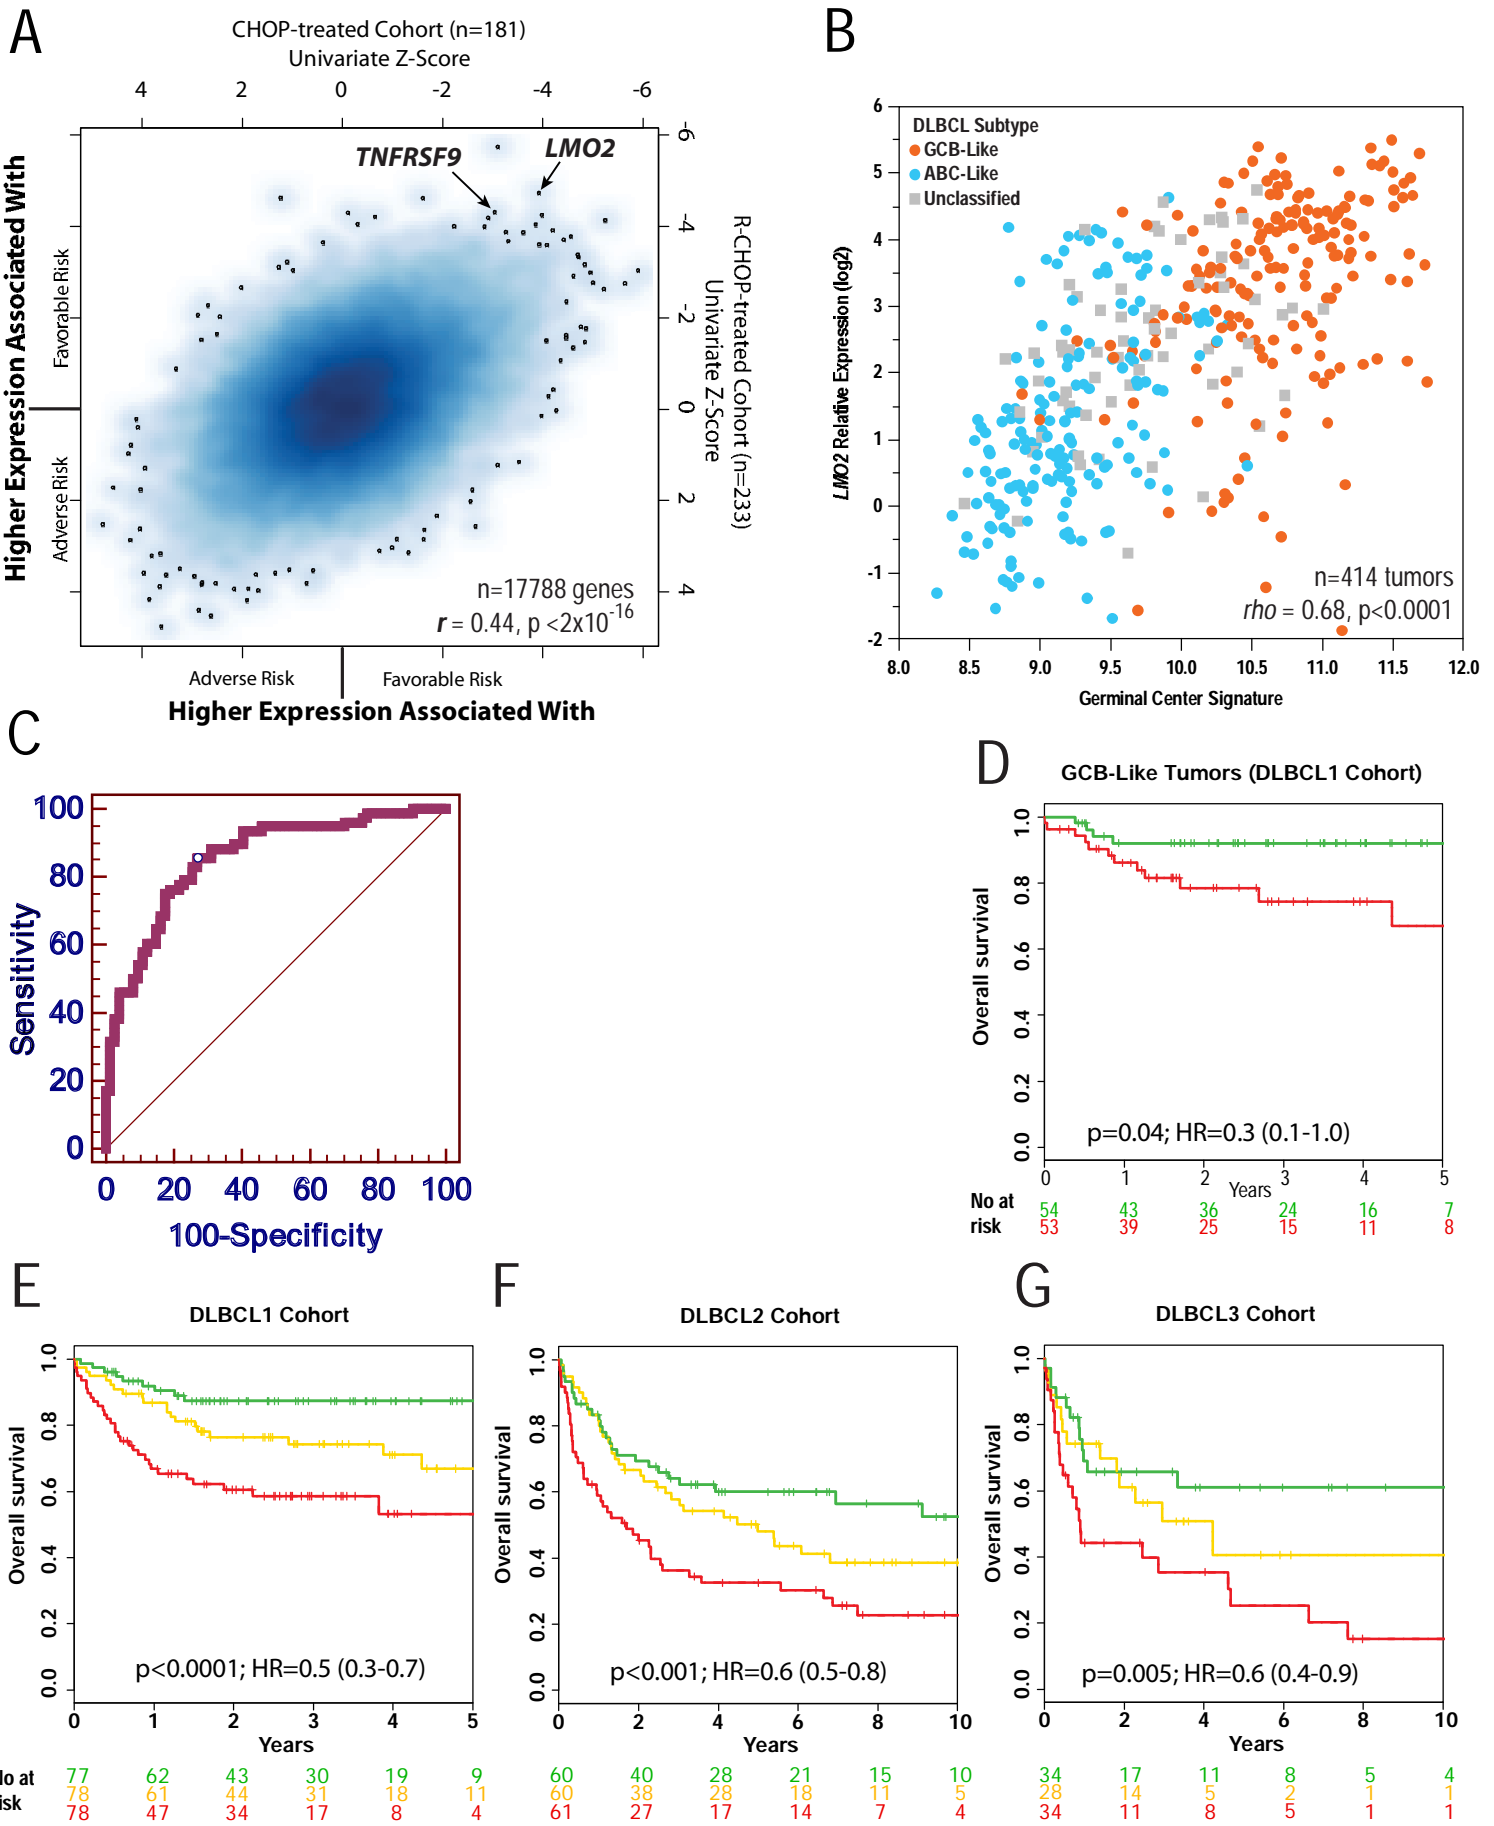 A
CHOP-treated Cohort (n=181)
Univariate Z-Score
4 2 0 -2 -4 -6
TNFRSF9
LMO2
-6 -4 -2 0 2 4
R-CHOP-treated Cohort (n=233)
Univariate Z-Score
Higher Expression Associated With
Favorable Risk
Adverse Risk
n=17788 genes
r = 0.44, p <2x10-16
Adverse Risk
Favorable Risk
Higher Expression Associated With
B
DLBCL Subtype
GCB-Like
ABC-Like
Unclassified
6
5
4
3
2
1
0
-1
-2
LMO2 Relative Expression (log2)
n=414 tumors
rho = 0.68, p<0.0001
8.0 8.5 9.0 9.5 10.0 10.5 11.0 11.5 12.0
Germinal Center Signature
C
100
80
60
40
20
0
Sensitivity
0 20 40 60 80 100
100-Specificity
D
GCB-Like Tumors (DLBCL1 Cohort)
1.0
0.8
0.6
0.4
0.2
0.0
Overall survival
p=0.04; HR=0.3 (0.1-1.0)
0 1 2 3 4 5
Years
No at
risk
54 43 36 24 16 7
53 39 25 15 11 8
E
DLBCL1 Cohort
1.0
0.8
0.6
0.4
0.2
0.0
Overall survival
p<0.0001; HR=0.5 (0.3-0.7)
0 1 2 3 4 5
Years
lo at
isk
77 62 43 30 19 9
78 61 44 31 18 11
78 47 34 17 8 4
F
DLBCL2 Cohort
1.0
0.8
0.6
0.4
0.2
0.0
Overall survival
p<0.001; HR=0.6 (0.5-0.8)
0 2 4 6 8 10
Years
60 40 28 21 15 10
60 38 28 18 11 5
61 27 17 14 7 4
G
DLBCL3 Cohort
1.0
0.8
0.6
0.4
0.2
0.0
Overall survival
p=0.005; HR=0.6 (0.4-0.9)
0 2 4 6 8 10
Years
34 17 11 8 5 4
28 14 5 2 1 1
34 11 8 5 1 1